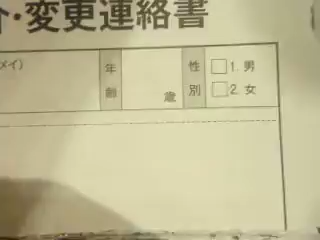 ・変更連絡書
メイ)
年齢
歳
性別
□1. 男
□2. 女